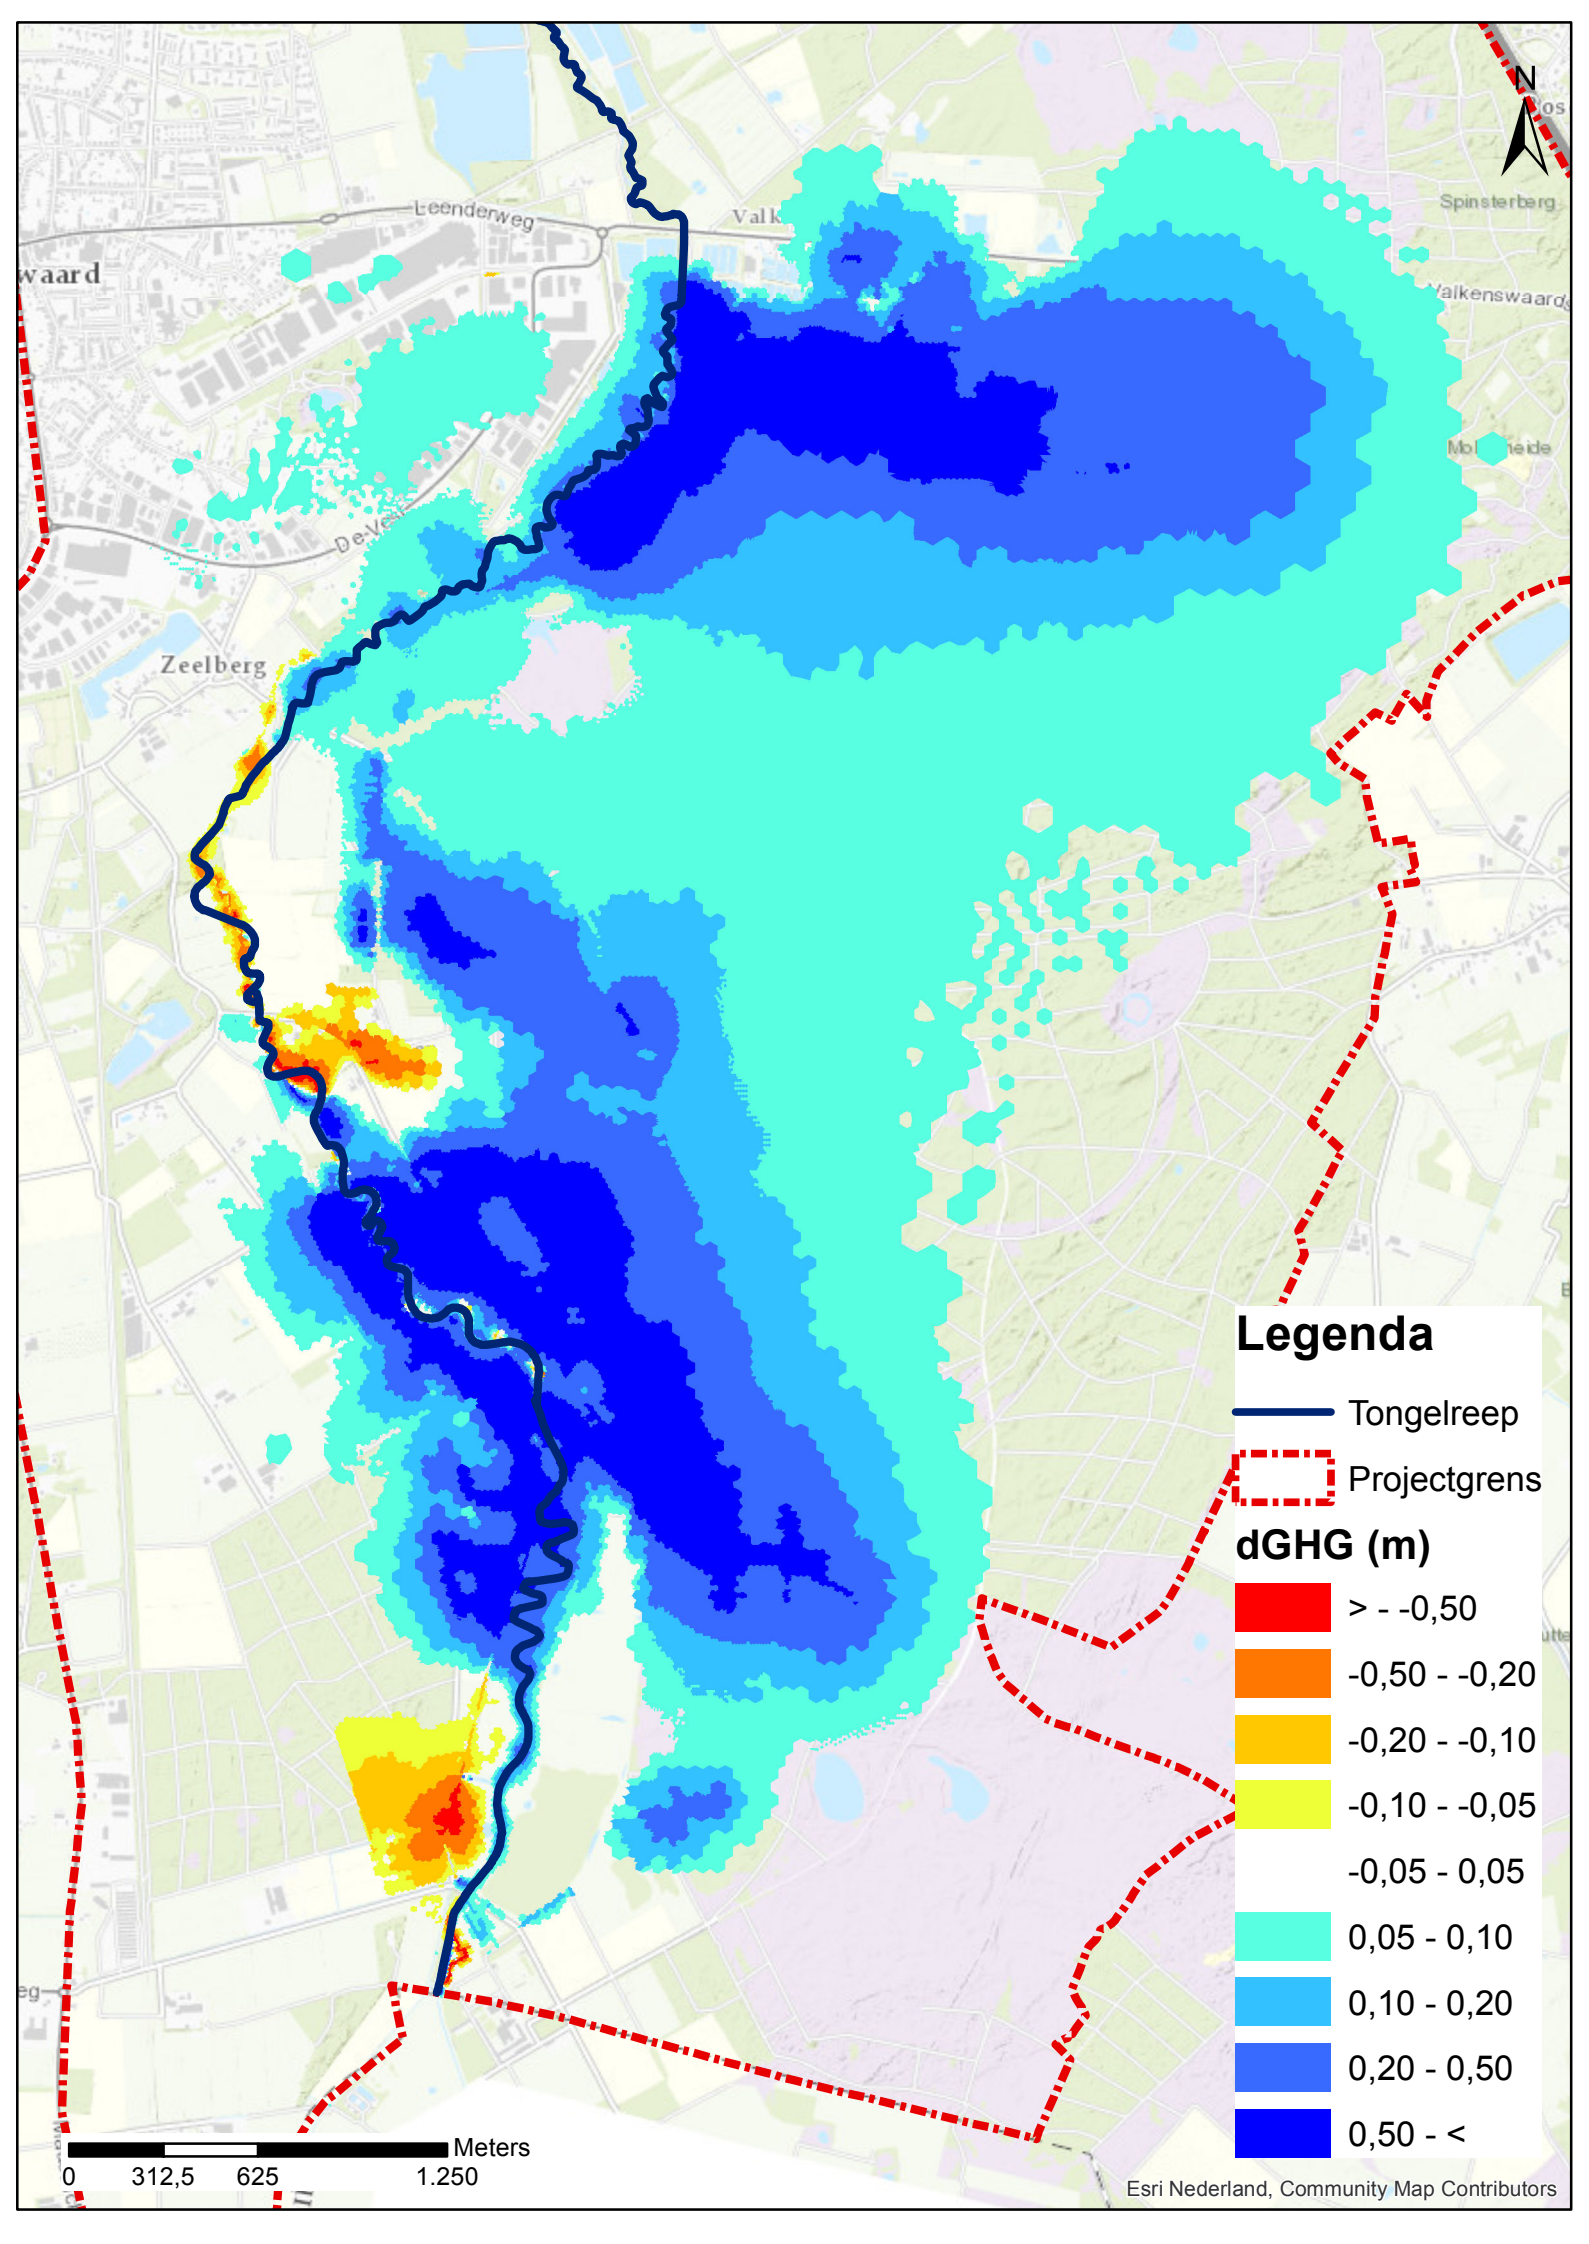 N
Leenderweg
Valk
Spinsterberg
waard
Valkenswaards
De Vest
Zeelberg
Legenda
Tongelreep
Projectgrens
dGHG (m)
> - -0,50
-0,50 - -0,20
-0,20 - -0,10
-0,10 - -0,05
-0,05 - 0,05
0,05 - 0,10
0,10 - 0,20
0,20 - 0,50
0,50 - <
Meters
0 312,5 625 1.250
Esri Nederland, Community Map Contributors